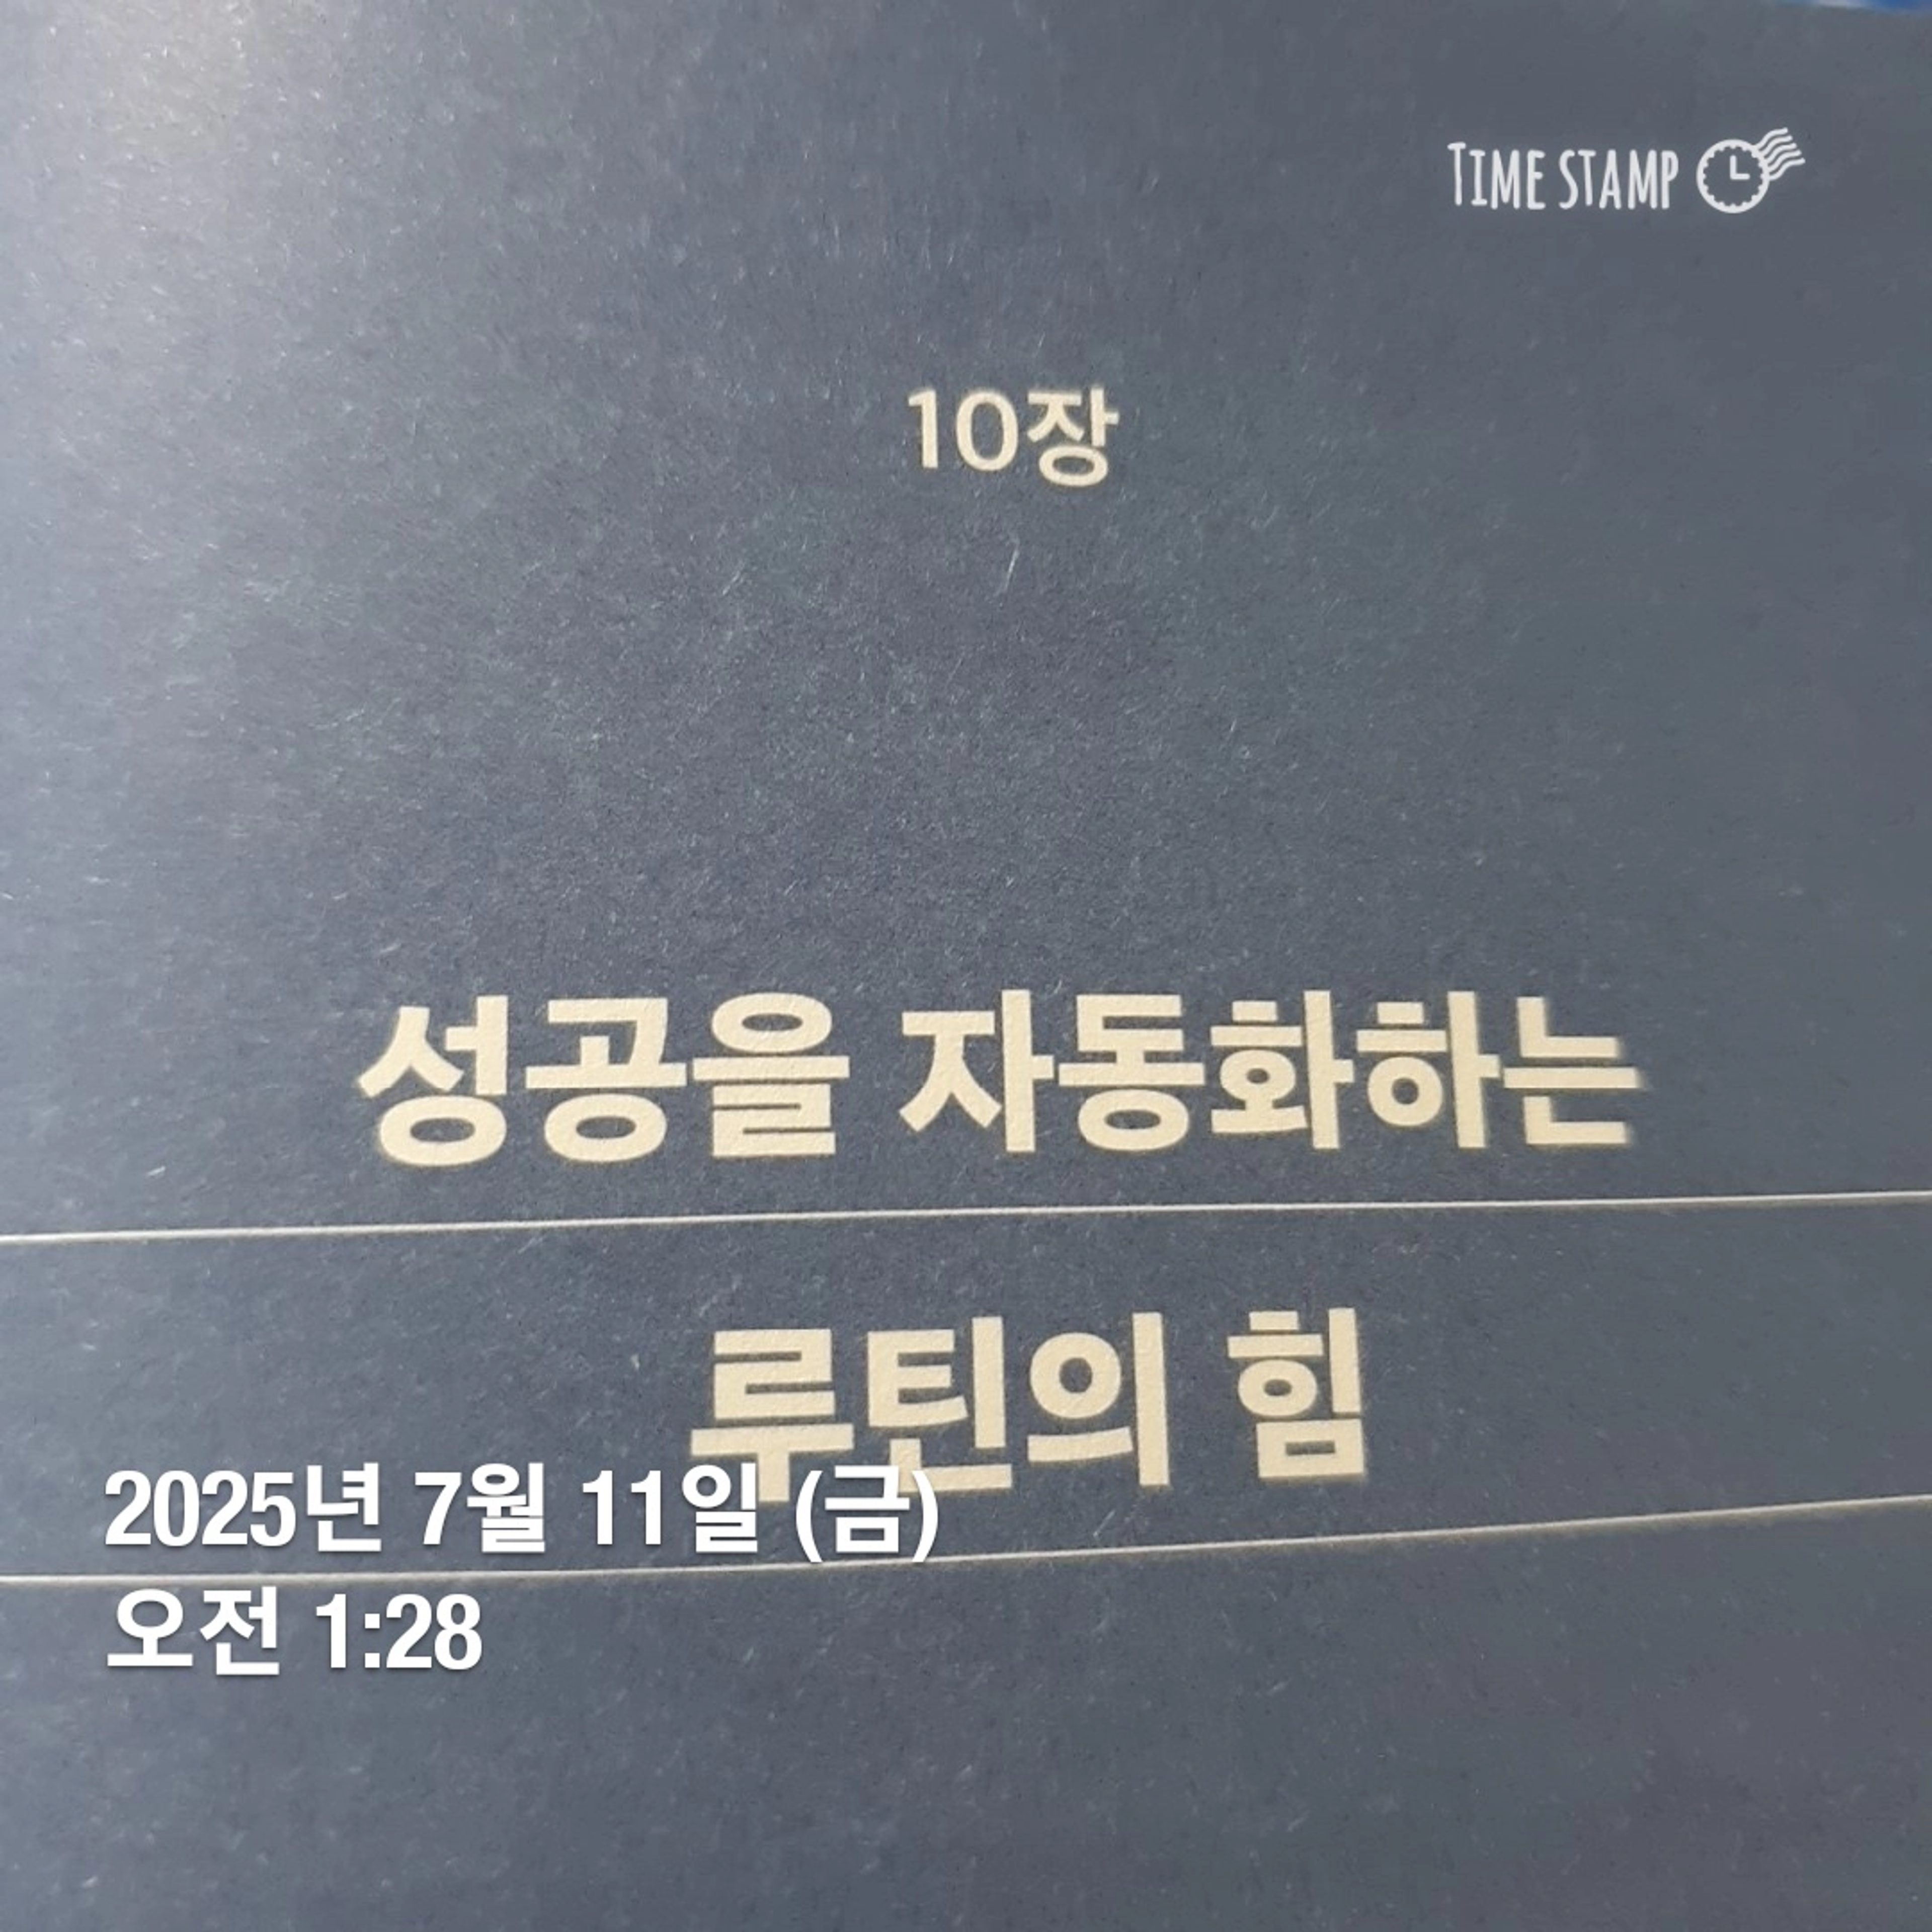 TIME STAMP
10장
성공을 자동화하는
루틴의 힘
2025년 7월 11일 (금)
오전 1:28